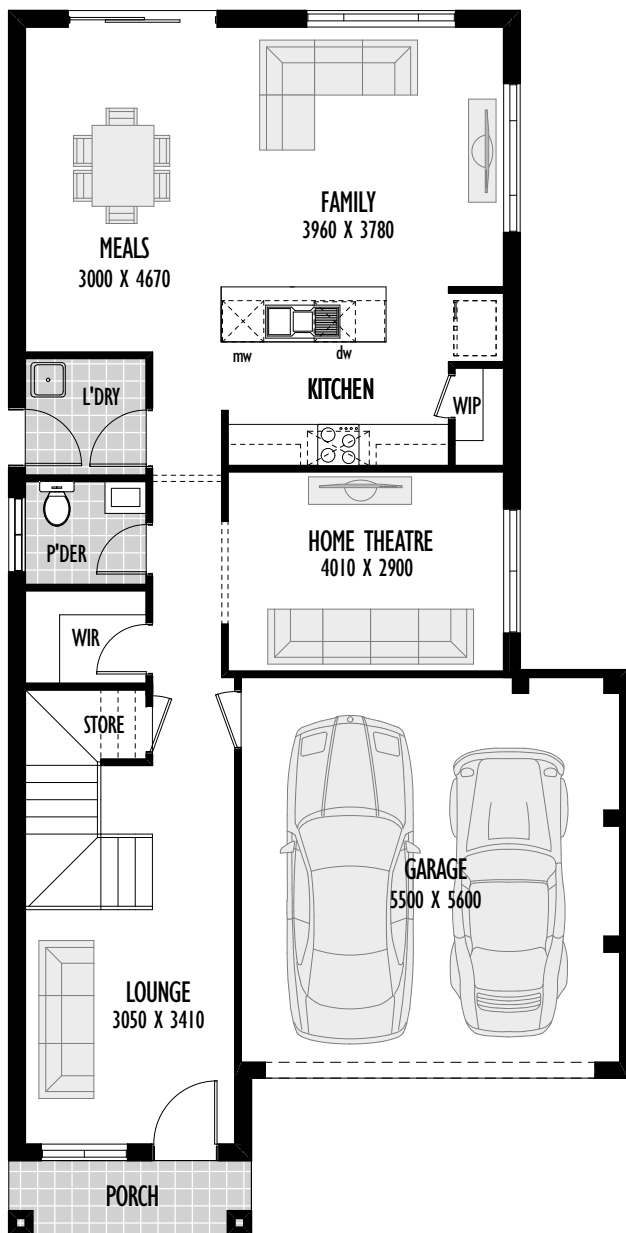 FAMILY
3960 X 3780
MEALS
3000 X 4670
mw
dw
KITCHEN
L'DRY
WIP
P'DER
HOME THEATRE
4010 X 2900
WIR
STORE
GARAGE
5500 X 5600
LOUNGE
3050 X 3410
PORCH